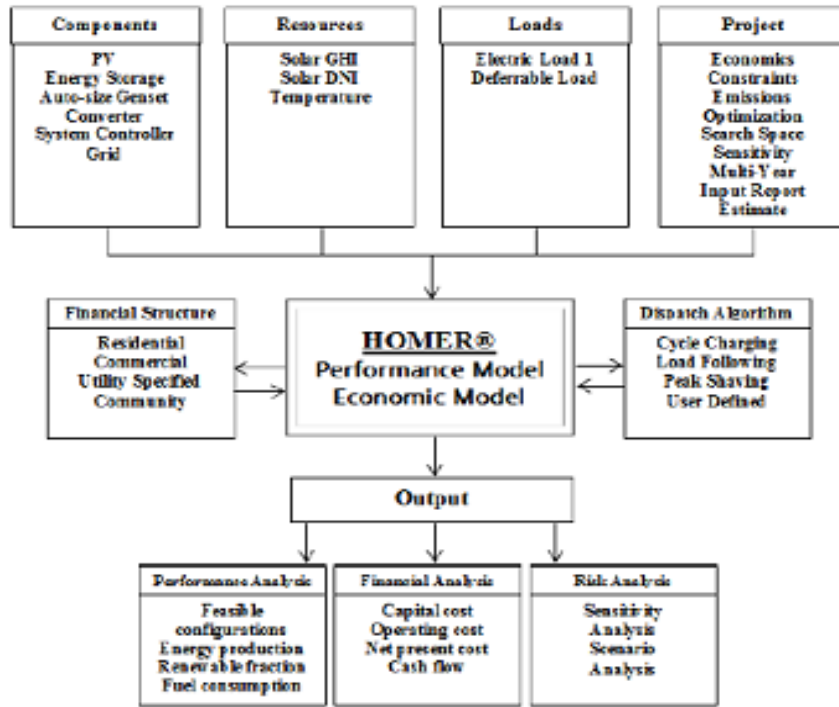 Components
PV
Energy Storage
Auto-size Genset
Converter
System Controller
Grid
Resources
Solar GHI
Solar DNI
Temperature
Loads
Electric Load 1
Deferrable Load
Project
Economics
Constraints
Emissions
Optimization
Search Space
Sensitivity
Multi-Year
Input Report
Estimate
Financial Structure
Residential
Commercial
Utility Specified
Community
HOMER®
Performance Model
Economic Model
Dispatch Algorithm
Cycle Charging
Load Following
Peak Shaving
User Defined
Output
Performance Analysis
Feasible
configurations
Energy production
Renewable fraction
Fuel consumption
Financial Analysis
Capital cost
Operating cost
Net present cost
Cash flow
Risk Analysis
Sensitivity
Analysis
Scenario
Analysis